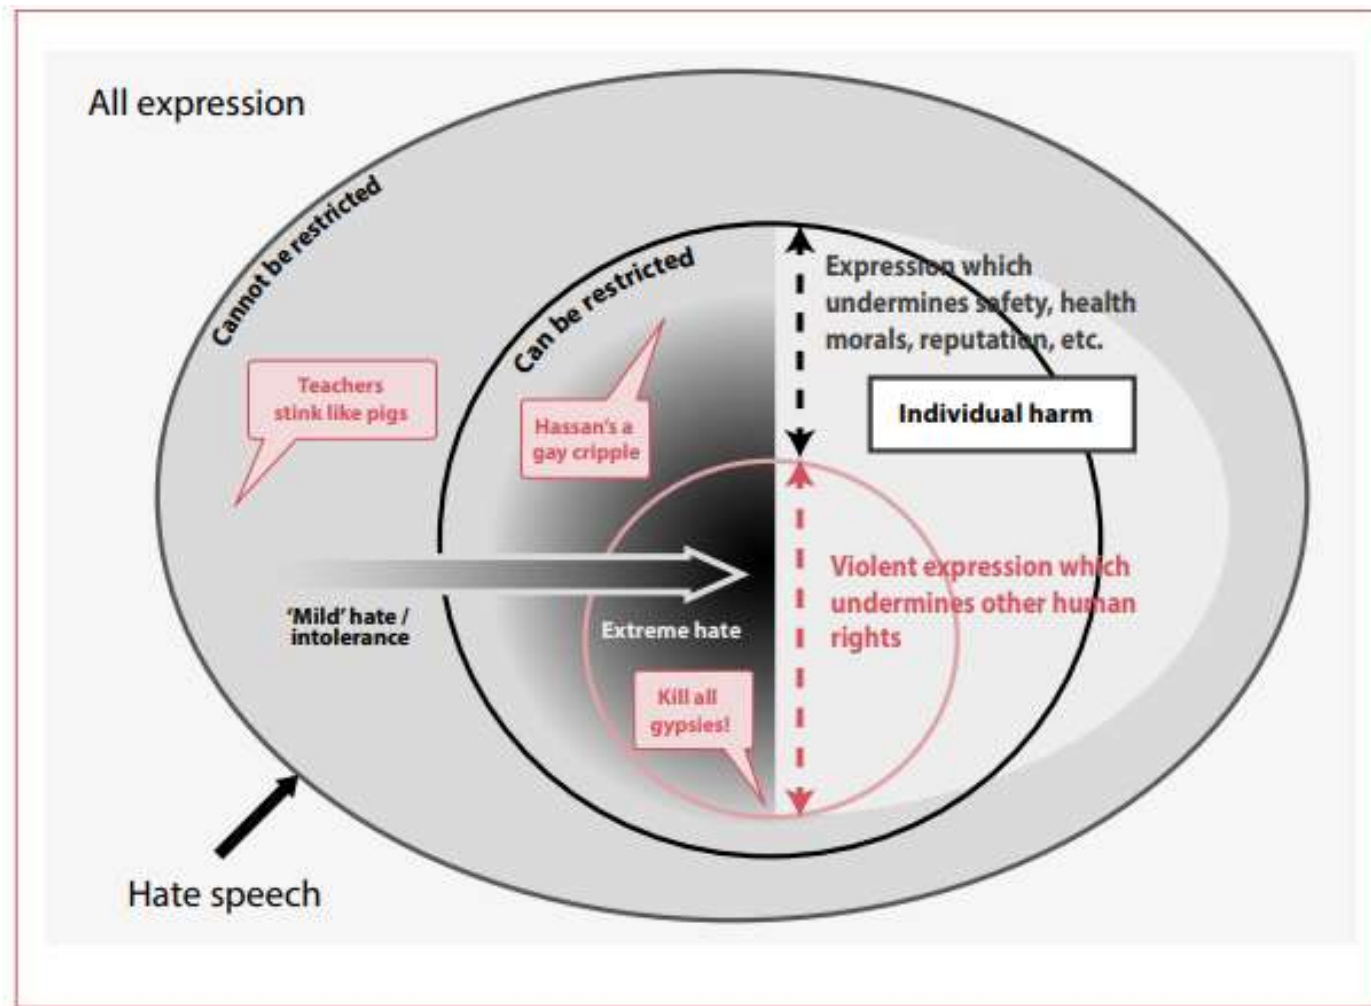 All expression
Cannot be restricted
Can be restricted
Expression which
undermines safety, health
morals, reputation, etc.
Teachers
stink like pigs
Hassan's a
gay cripple
Individual harm
Violent expression which
undermines other human
rights
'Mild' hate /
intolerance
Extreme hate
Kill all
gypsies!
Hate speech